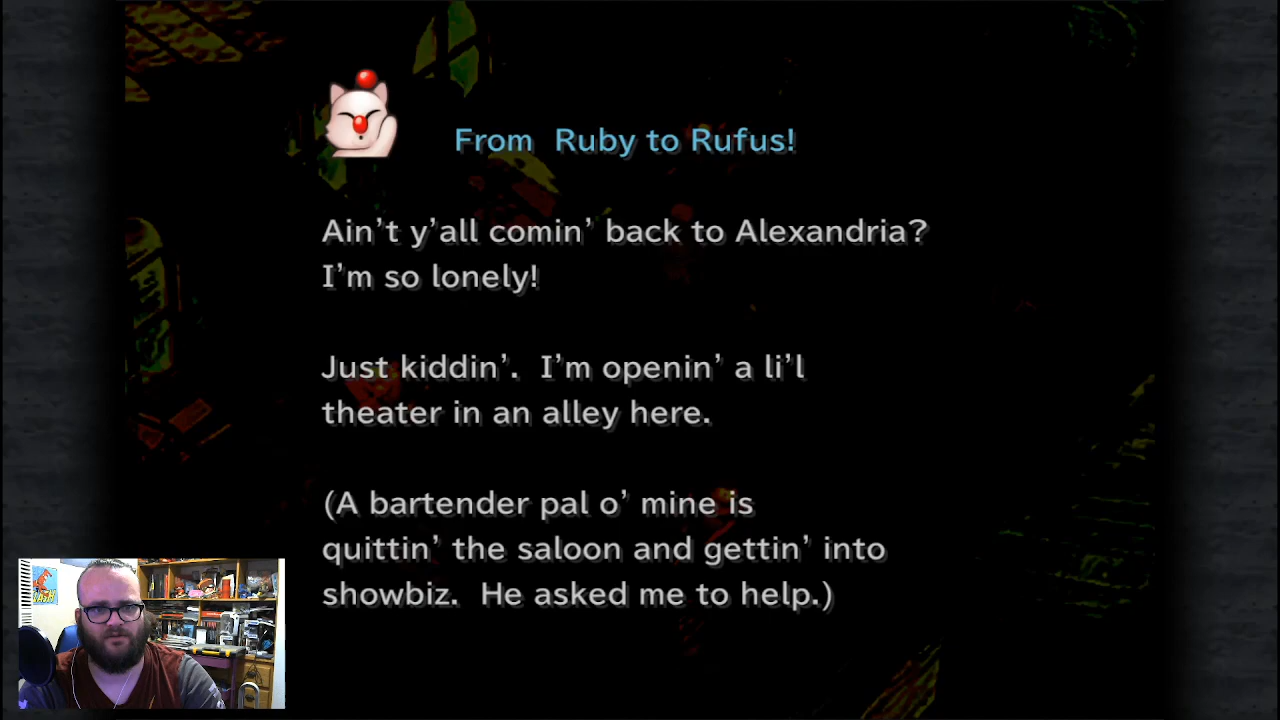 From Ruby to Rufus!
Ain't y'all comin' back to Alexandria?
I'm so lonely!
Just kiddin'. I'm openin' a li'l
theater in an alley here.
(A bartender pal o' mine is
quittin' the saloon and gettin' into
showbiz. He asked me to help.)